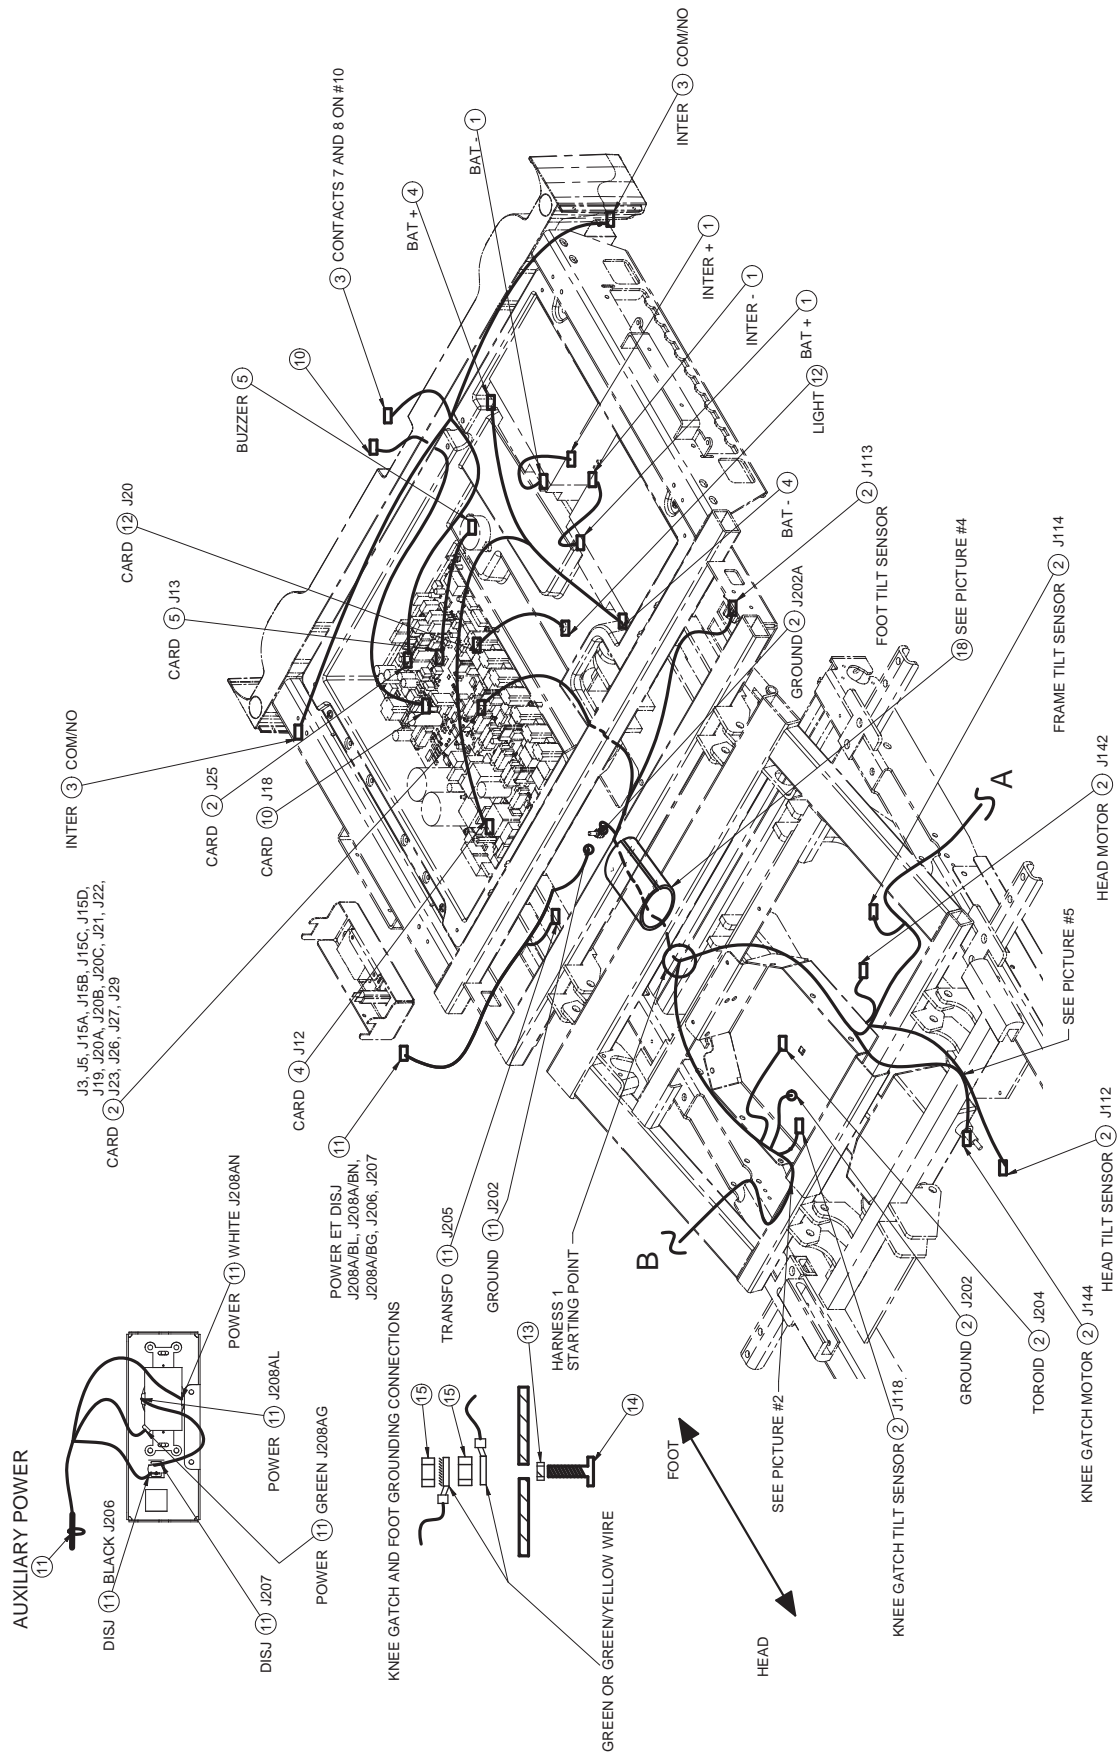 AUXILIARY POWER
11
DISJ 11 BLACK J206
DISJ 11 J207
POWER 11 GREEN J208AG
POWER 11 J208AL
POWER 11 WHITE J208AN
KNEE GATCH AND FOOT GROUNDING CONNECTIONS
15
15
13
14
GREEN OR GREEN/YELLOW WIRE
J3, J5, J15A, J15B, J15C, J15D,
J19, J20A, J20B, J20C, J21, J22,
CARD 2 J23, J26, J27, J29
INTER 3 COM/NO
CARD 2 J25
CARD 10 J18
CARD 5 J13
CARD 12 J20
BUZZER 5
10
3 CONTACTS 7 AND 8 ON #10
BAT + 4
BAT - 1
INTER 3 COM/NO
INTER + 1
INTER - 1
BAT + 1
LIGHT 12
BAT - 4
2 J113
FOOT TILT SENSOR
GROUND 2 J202A
18 SEE PICTURE #4
FRAME TILT SENSOR 2 J114
HEAD MOTOR 2 J142
A
SEE PICTURE #5
CARD 4 J12
POWER ET DISJ 11
J208A/BL, J208A/BN,
J208A/BG, J206, J207
TRANSFO 11 J205
GROUND 11 J202
HARNESS 1
STARTING POINT
B
FOOT
HEAD
SEE PICTURE #2
KNEE GATCH TILT SENSOR 2 J118
GROUND 2 J202
TOROID 2 J204
KNEE GATCH MOTOR 2 J144
HEAD TILT SENSOR 2 J112